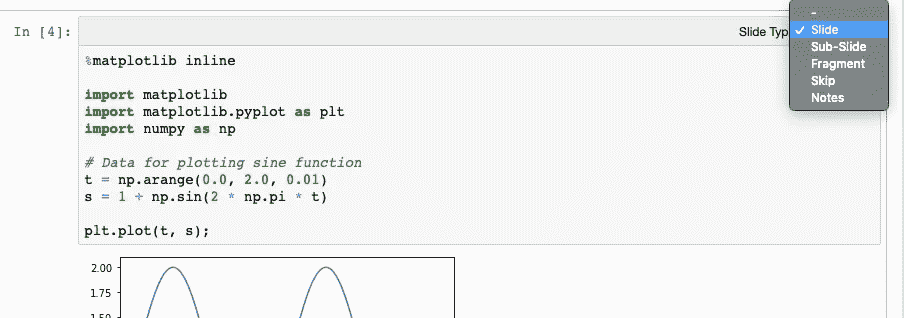 -
In [4]:
Slide Typ
✓ Slide
Sub-Slide
Fragment
Skip
Notes
%matplotlib inline
import matplotlib
import matplotlib.pyplot as plt
import numpy as np
# Data for plotting sine function
t = np.arange(0.0, 2.0, 0.01)
s = 1 + np.sin(2 * np.pi * t)
plt.plot(t, s);
2.00
1.75
1.50